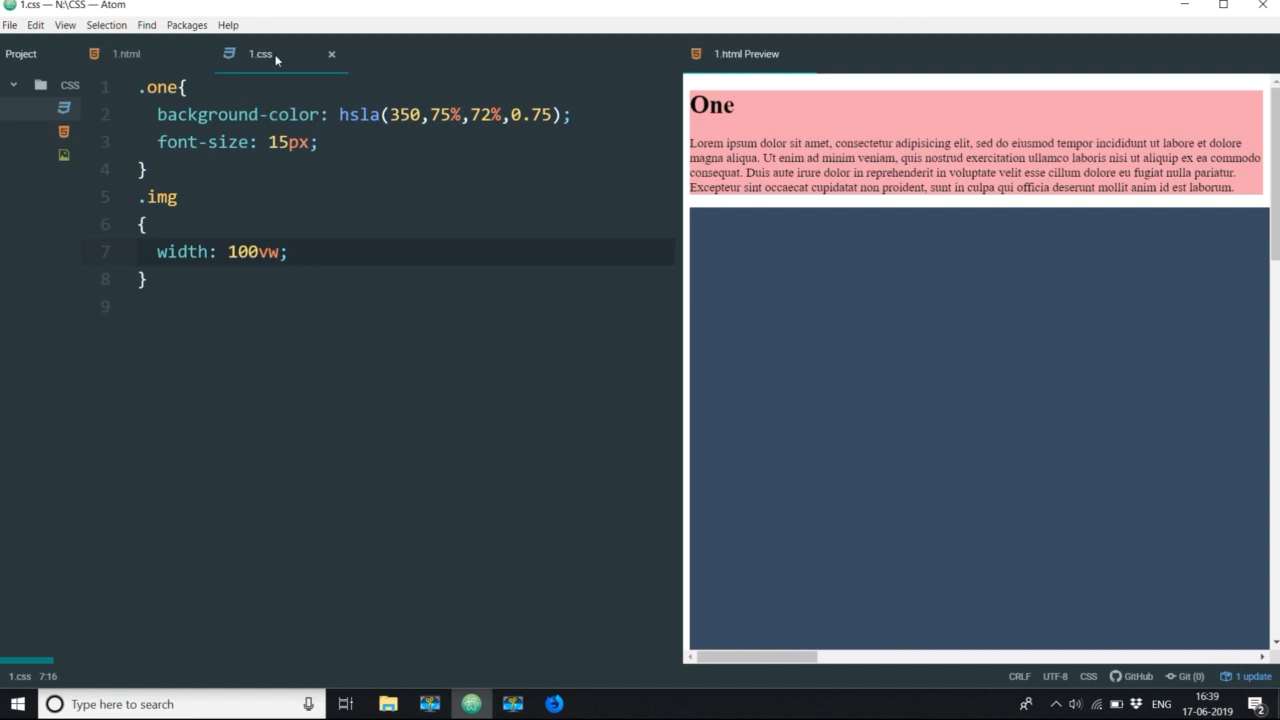 1.css — N:\CSS — Atom
File Edit View Selection Find Packages Help
Project 1.html 1.css 1.html Preview
CSS
1 .one{
2 background-color: hsla(350,75%,72%,0.75);
3 font-size: 15px;
4 }
5 .img
6 {
7 width: 100vw;
8 }
9
One
Lorem ipsum dolor sit amet, consectetur adipisicing elit, sed do eiusmod tempor incididunt ut labore et dolore
magna aliqua. Ut enim ad minim veniam, quis nostrud exercitation ullamco laboris nisi ut aliquip ex ea commodo
consequat. Duis aute irure dolor in reprehenderit in voluptate velit esse cillum dolore eu fugiat nulla pariatur.
Excepteur sint occaecat cupidatat non proident, sunt in culpa qui officia deserunt mollit anim id est laborum.
1.css 7:16 CRLF UTF-8 CSS GitHub Git (0) 1 update
Type here to search
ENG
16:39
17-06-2019
2